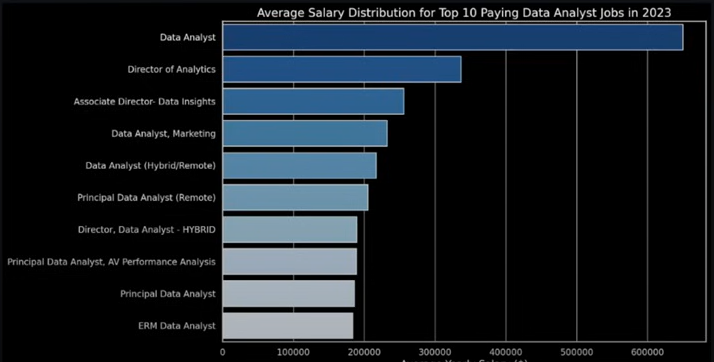 Average Salary Distribution for Top 10 Paying Data Analyst Jobs in 2023
Data Analyst
Director of Analytics
Associate Director- Data Insights
Data Analyst, Marketing
Data Analyst (Hybrid/Remote)
Principal Data Analyst (Remote)
Director, Data Analyst - HYBRID
Principal Data Analyst, AV Performance Analysis
Principal Data Analyst
ERM Data Analyst
0 100000 200000 300000 400000 500000 600000